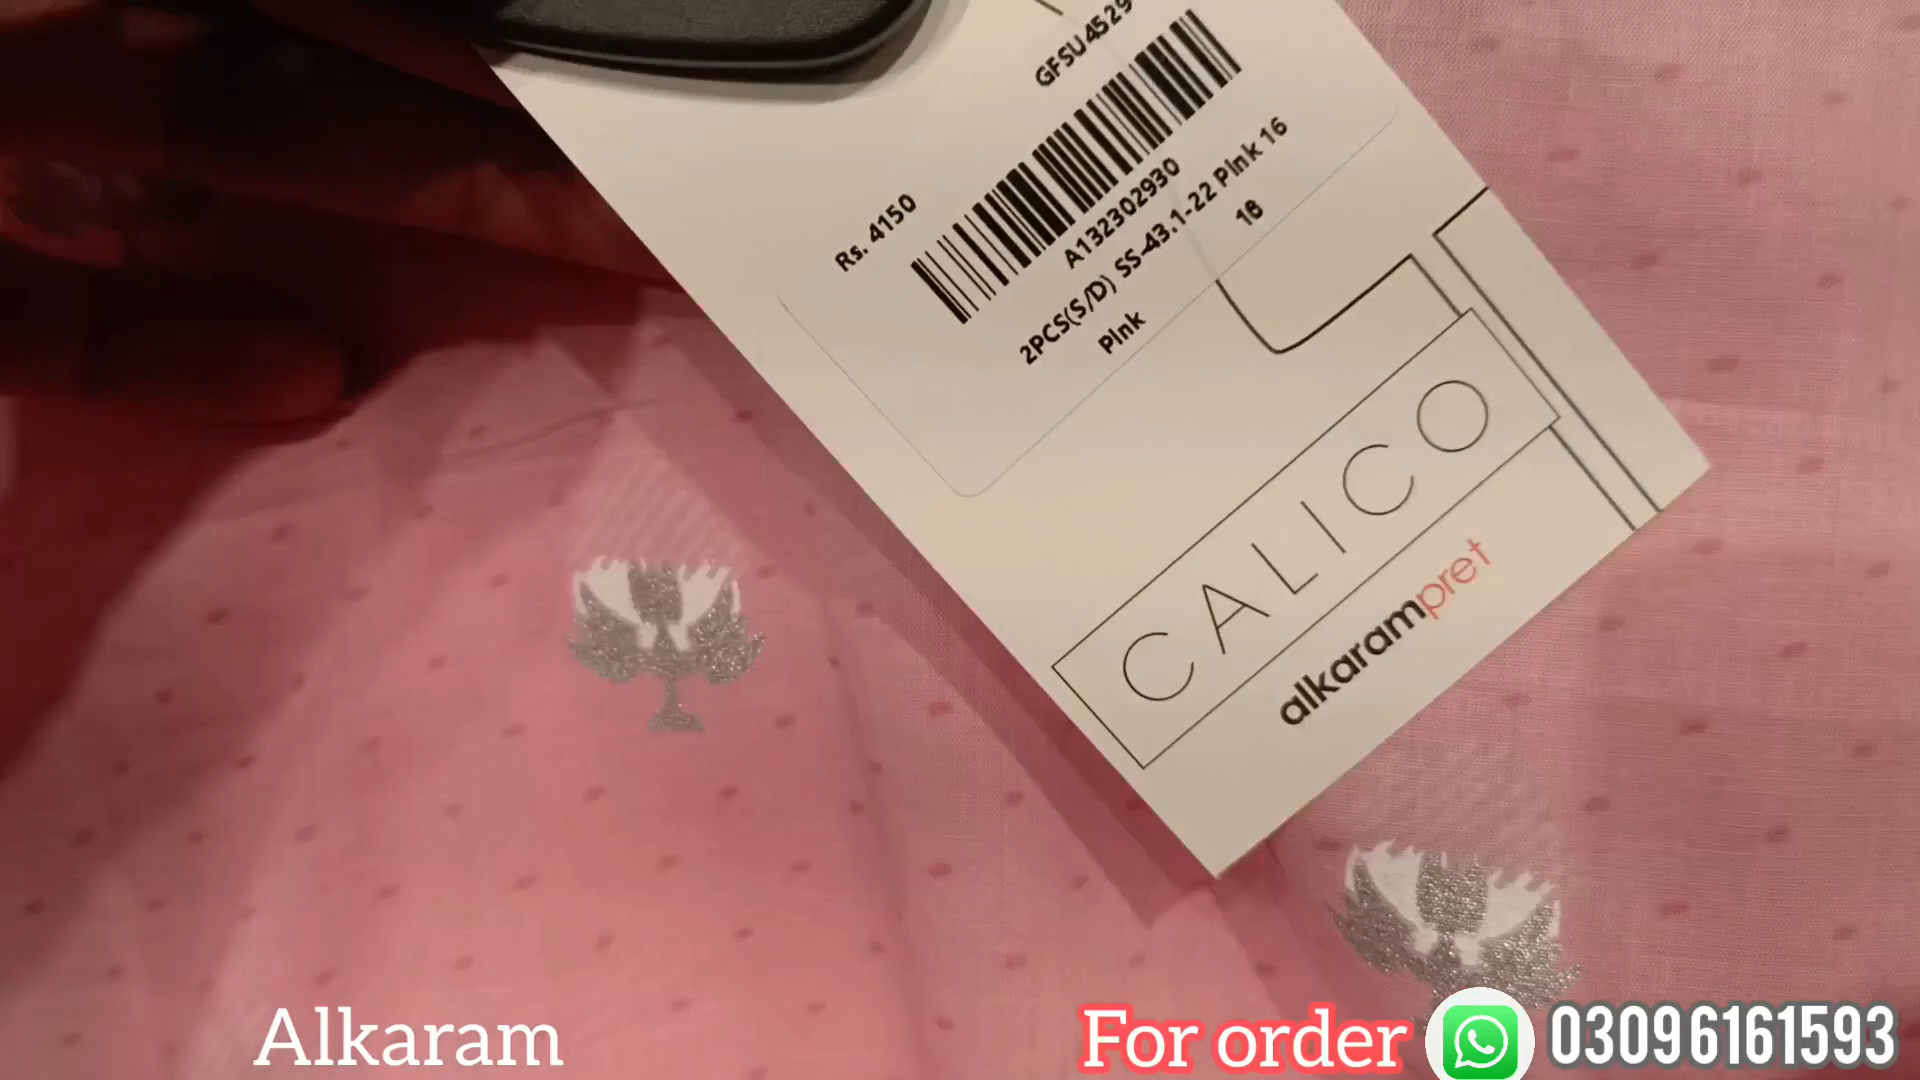 GFSU4529
Rs. 4150
A132302930
2PCS(S/D) SS-43.1-22 Pink 16
Pink
16
CALICO
alkarampret
Alkaram
For order
03096161593